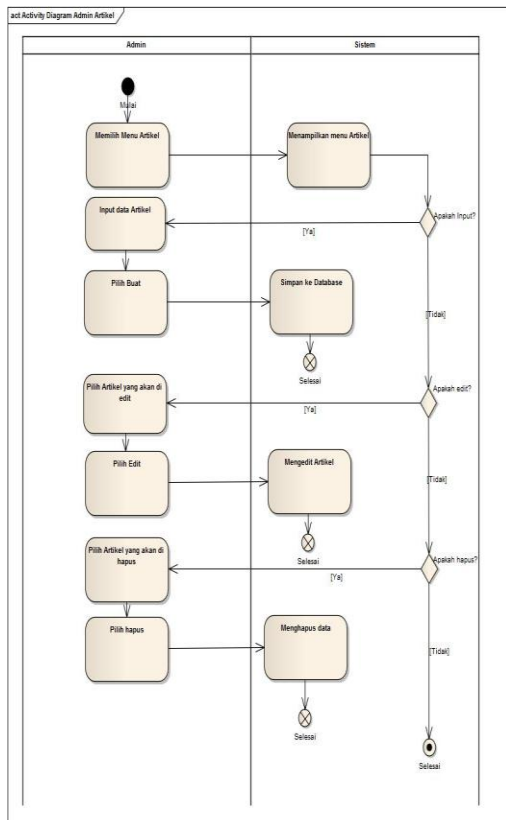 act Activity Diagram Admin Artikel
Admin
Sistem
Mulai
Memilih Menu Artikel
Menampilkan menu Artikel
Input data Artikel
[Ya]
Apakah Input?
Pilih Buat
Simpan ke Database
[Tidak]
Selesai
Pilih Artikel yang akan di
edit
[Ya]
Apakah edit?
Pilih Edit
Mengedit Artikel
[Tidak]
Selesai
Pilih Artikel yang akan di
hapus
[Ya]
Apakah hapus?
Pilih hapus
Menghapus data
[Tidak]
Selesai
Selesai